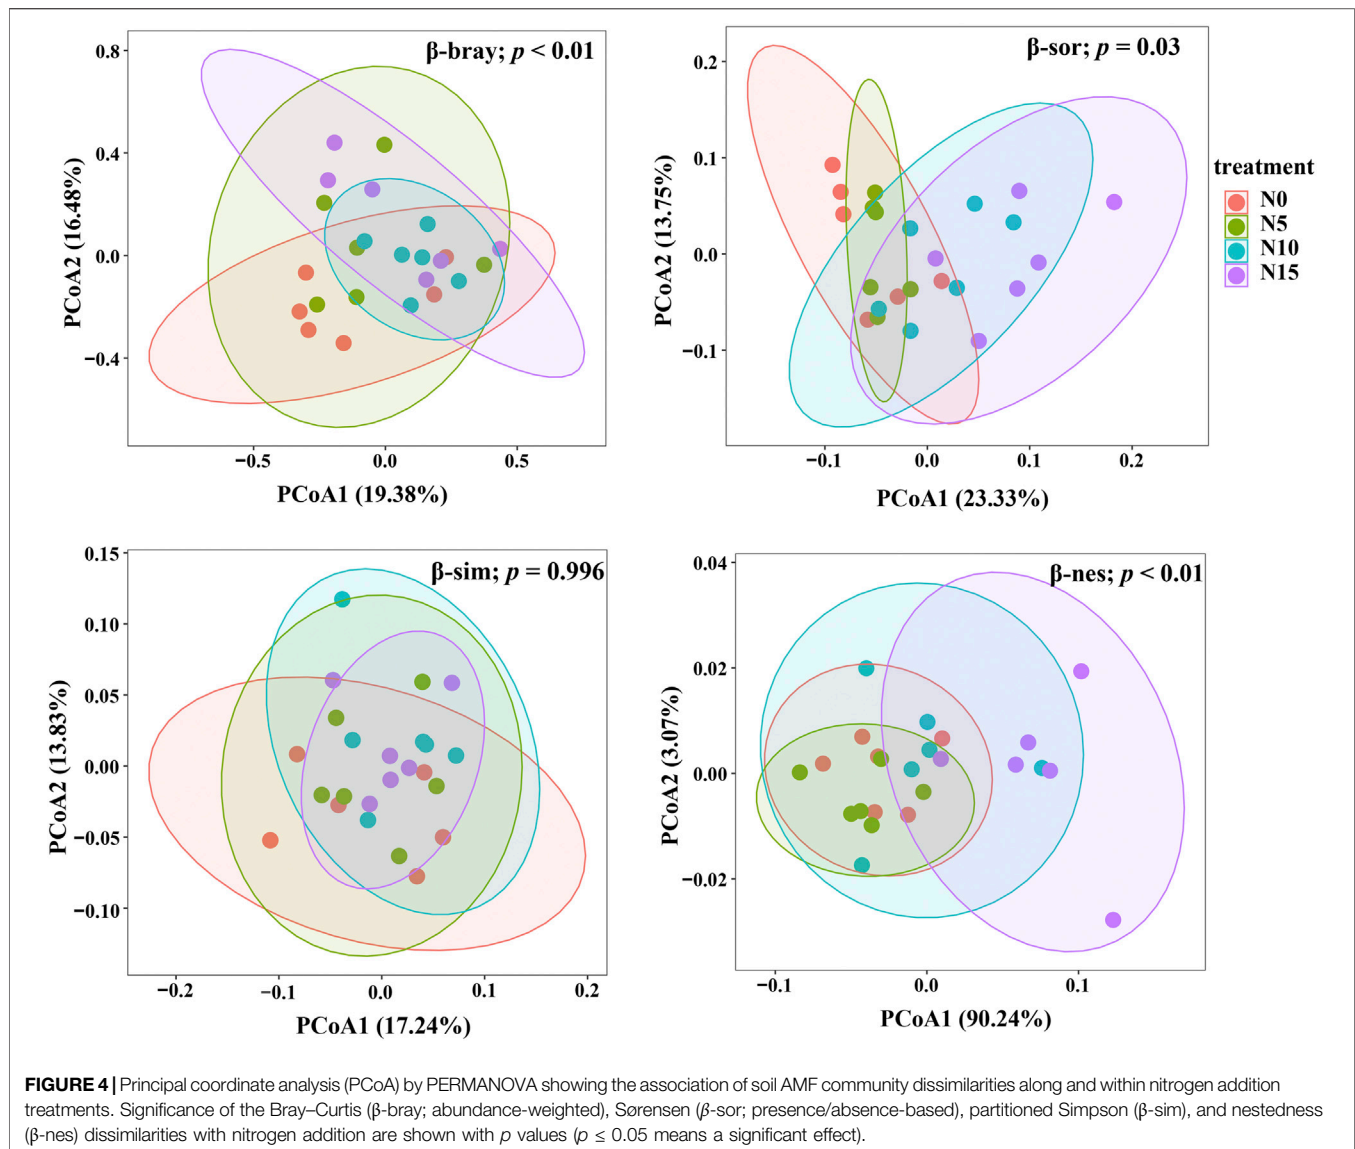 β-bray; p < 0.01
0.8
0.4
0.0
−0.4
PCoA2 (16.48%)
−0.5
0.0
0.5
PCoA1 (19.38%)
β-sor; p = 0.03
0.2
0.1
0.0
−0.1
PCoA2 (13.75%)
−0.1
0.0
0.1
0.2
PCoA1 (23.33%)
treatment
N0
N5
N10
N15
β-sim; p = 0.996
0.15
0.10
0.05
0.00
−0.05
−0.10
PCoA2 (13.83%)
−0.2
−0.1
0.0
0.1
0.2
PCoA1 (17.24%)
β-nes; p < 0.01
0.04
0.02
0.00
−0.02
PCoA2 (3.07%)
−0.1
0.0
0.1
PCoA1 (90.24%)
FIGURE 4 | Principal coordinate analysis (PCoA) by PERMANOVA showing the association of soil AMF community dissimilarities along and within nitrogen addition
treatments. Significance of the Bray–Curtis (β-bray; abundance-weighted), Sørensen (β-sor; presence/absence-based), partitioned Simpson (β-sim), and nestedness
(β-nes) dissimilarities with nitrogen addition are shown with p values (p ≤ 0.05 means a significant effect).